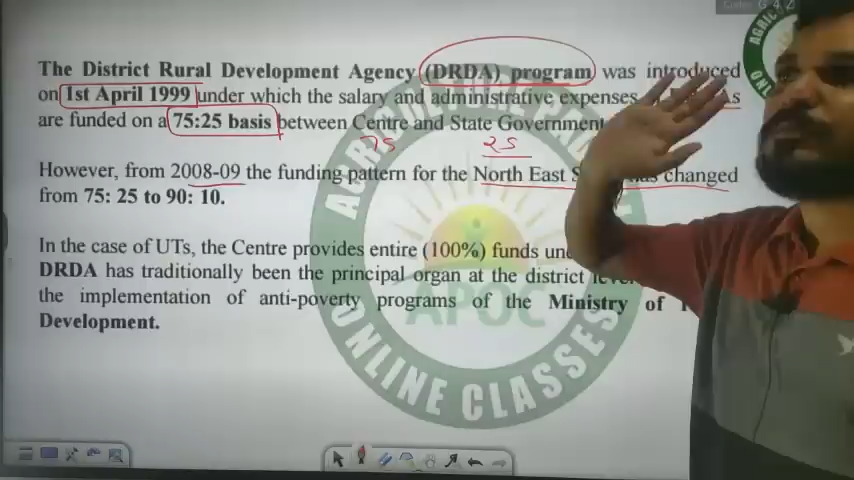 The District Rural Development Agency (DRDA) program was introduced
on 1st April 1999 under which the salary and administrative expenses
are funded on a 75:25 basis between Centre and State Government
75 25
However, from 2008-09 the funding pattern for the North East changed
from 75: 25 to 90: 10.
In the case of UTs, the Centre provides entire (100%) funds
DRDA has traditionally been the principal organ at the district
the implementation of anti-poverty programs of the Ministry of
Development.
APOC
ONLINE CLASSES